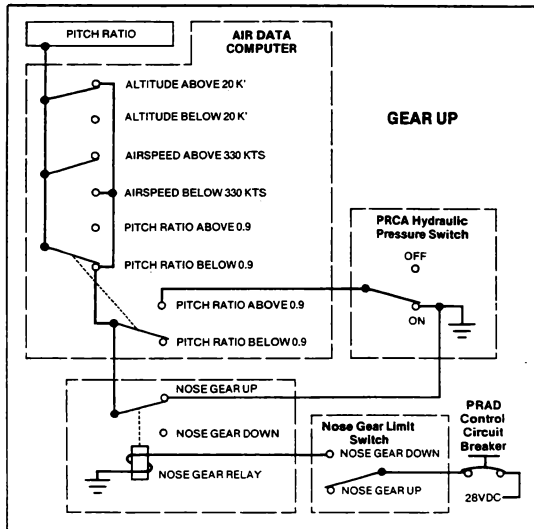 PITCH RATIO
AIR DATA
COMPUTER
ALTITUDE ABOVE 20 K'
ALTITUDE BELOW 20 K'
AIRSPEED ABOVE 330 KTS
AIRSPEED BELOW 330 KTS
PITCH RATIO ABOVE 0.9
PITCH RATIO BELOW 0.9
PITCH RATIO ABOVE 0.9
PITCH RATIO BELOW 0.9
GEAR UP
PRCA Hydraulic
Pressure Switch
OFF
ON
NOSE GEAR UP
NOSE GEAR DOWN
NOSE GEAR RELAY
Nose Gear Limit
Switch
NOSE GEAR DOWN
NOSE GEAR UP
PRAD
Control
Circuit
Breaker
28VDC